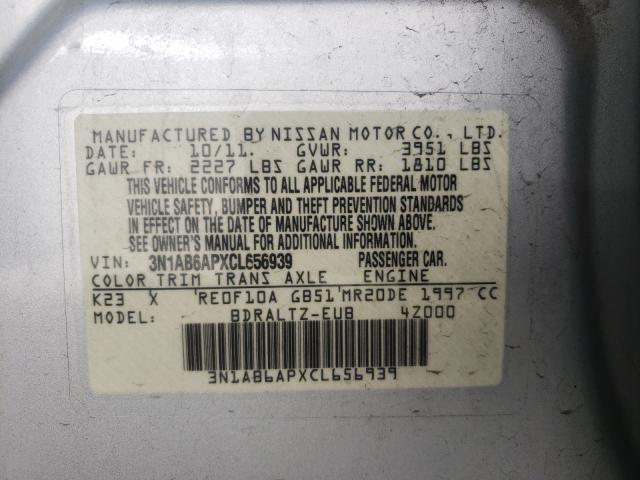 MANUFACTURED BY NISSAN MOTOR CO., LTD.
DATE: 10/11. GVWR: 3951 LBS
GAWR FR: 2227 LBS GAWR RR: 1810 LBS
THIS VEHICLE CONFORMS TO ALL APPLICABLE FEDERAL MOTOR
VEHICLE SAFETY, BUMPER AND THEFT PREVENTION STANDARDS
IN EFFECT ON THE DATE OF MANUFACTURE SHOWN ABOVE.
SEE OWNER'S MANUAL FOR ADDITIONAL INFORMATION.
VIN: 3N1AB6APXCL656939 PASSENGER CAR.
COLOR TRIM TRANS AXLE ENGINE
K23 X 'RE0F10A GB51'MR20DE 1997 CC
MODEL: BDRALTZ-EUB 4Z000
3N1AB6APXCL656939